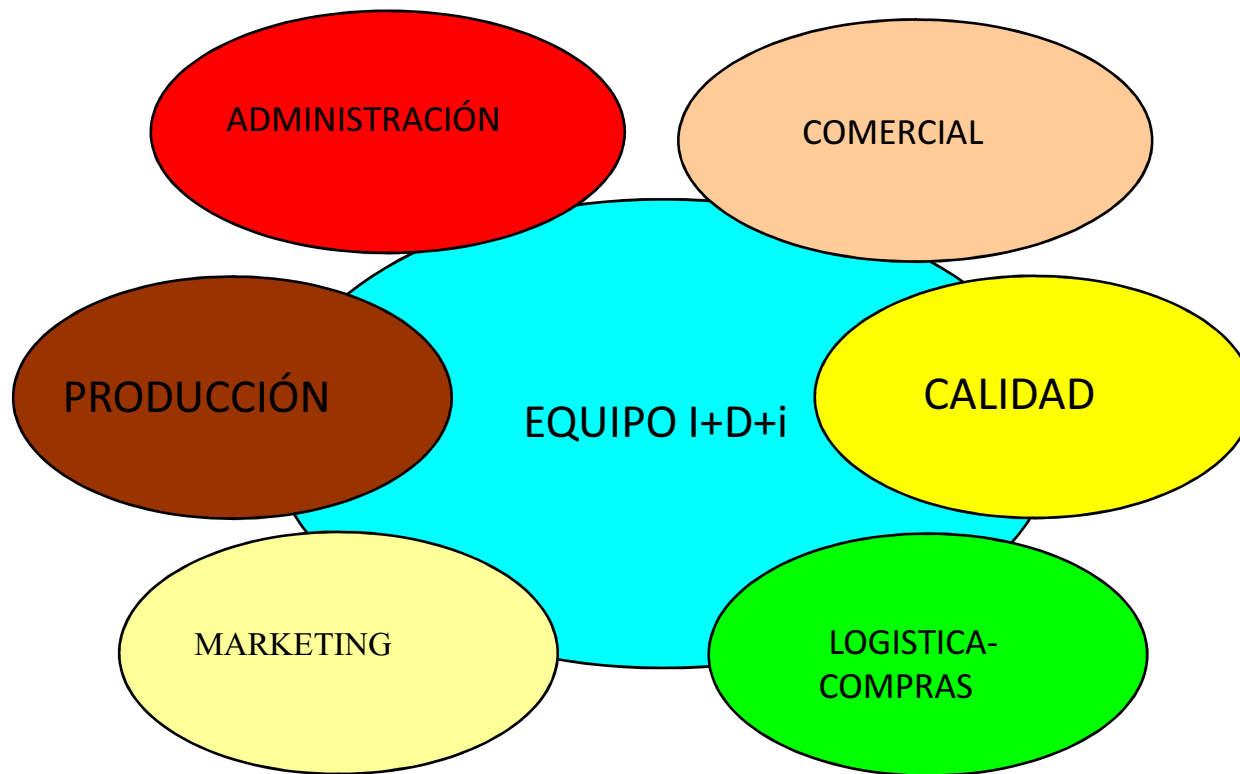 ADMINISTRACIÓN
COMERCIAL
PRODUCCIÓN
EQUIPO I+D+i
CALIDAD
MARKETING
LOGISTICA-
COMPRAS